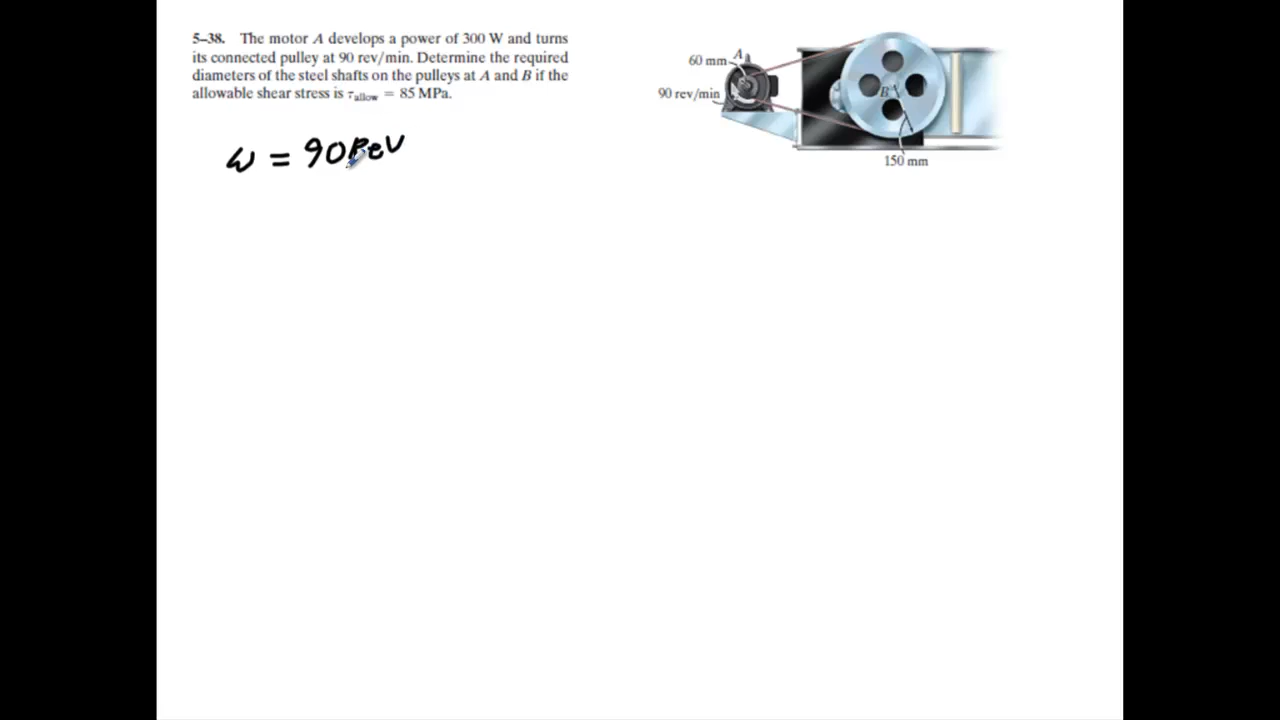 5–38. The motor A develops a power of 300 W and turns
its connected pulley at 90 rev/min. Determine the required
diameters of the steel shafts on the pulleys at A and B if the
allowable shear stress is τallow = 85 MPa.
60 mm
A
90 rev/min
B
150 mm
ω = 90 Rev